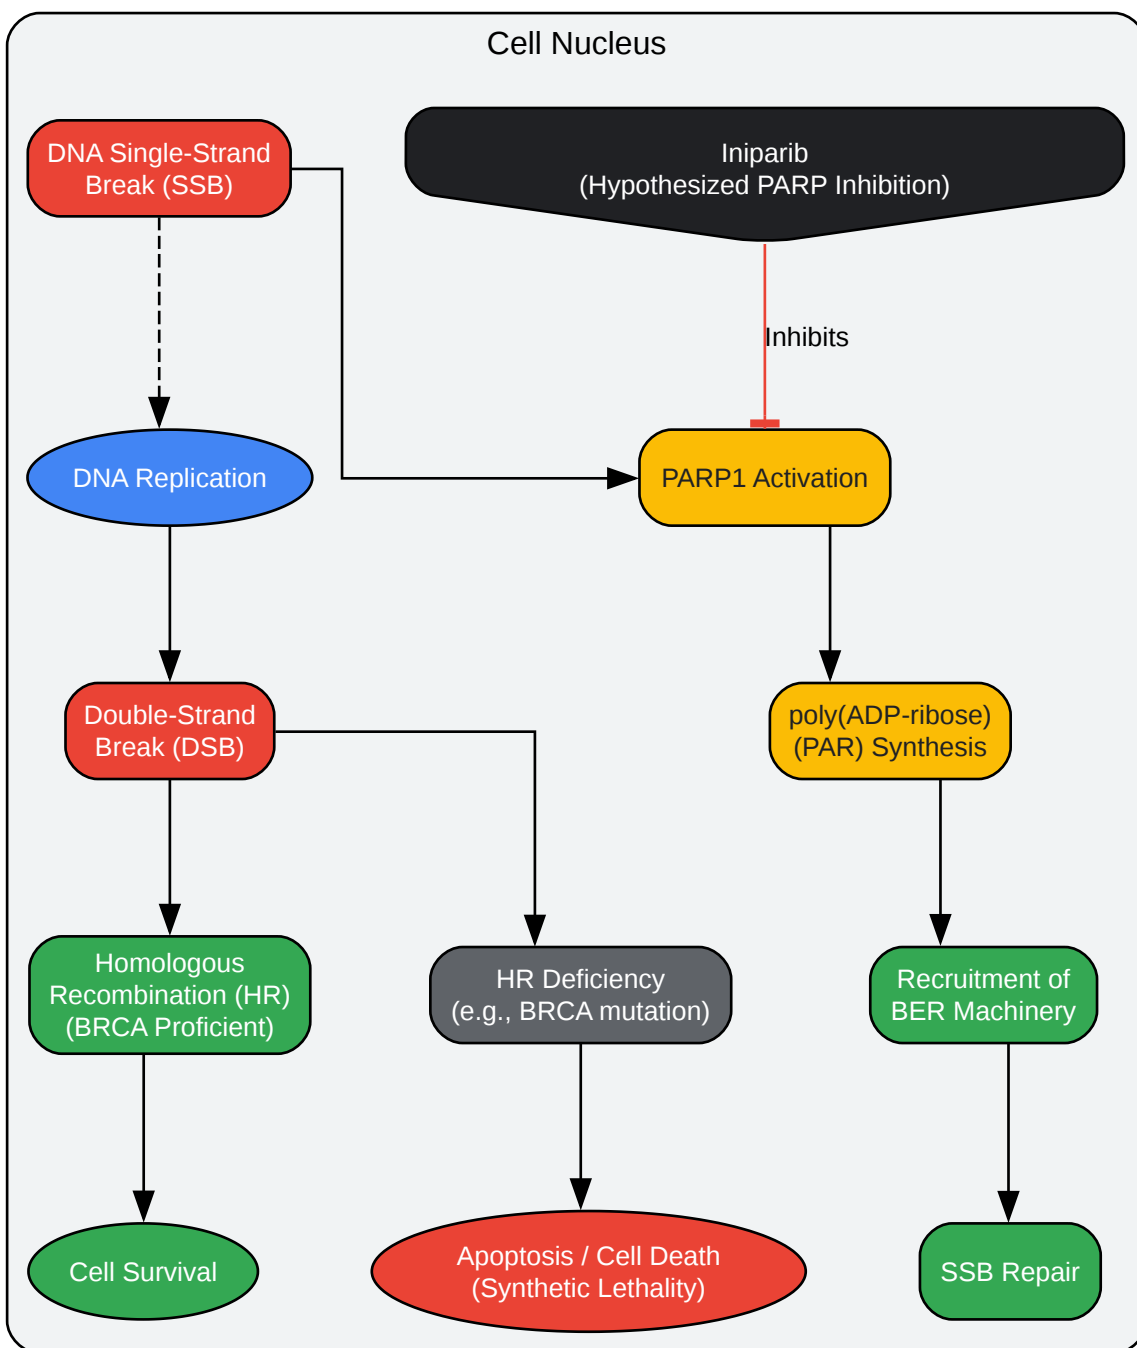 Cell Nucleus
DNA Single-Strand
Break (SSB)
Iniparib
(Hypothesized PARP Inhibition)
Inhibits
DNA Replication
PARP1 Activation
Double-Strand
Break (DSB)
poly(ADP-ribose)
(PAR) Synthesis
Homologous
Recombination (HR)
(BRCA Proficient)
HR Deficiency
(e.g., BRCA mutation)
Recruitment of
BER Machinery
Cell Survival
Apoptosis / Cell Death
(Synthetic Lethality)
SSB Repair